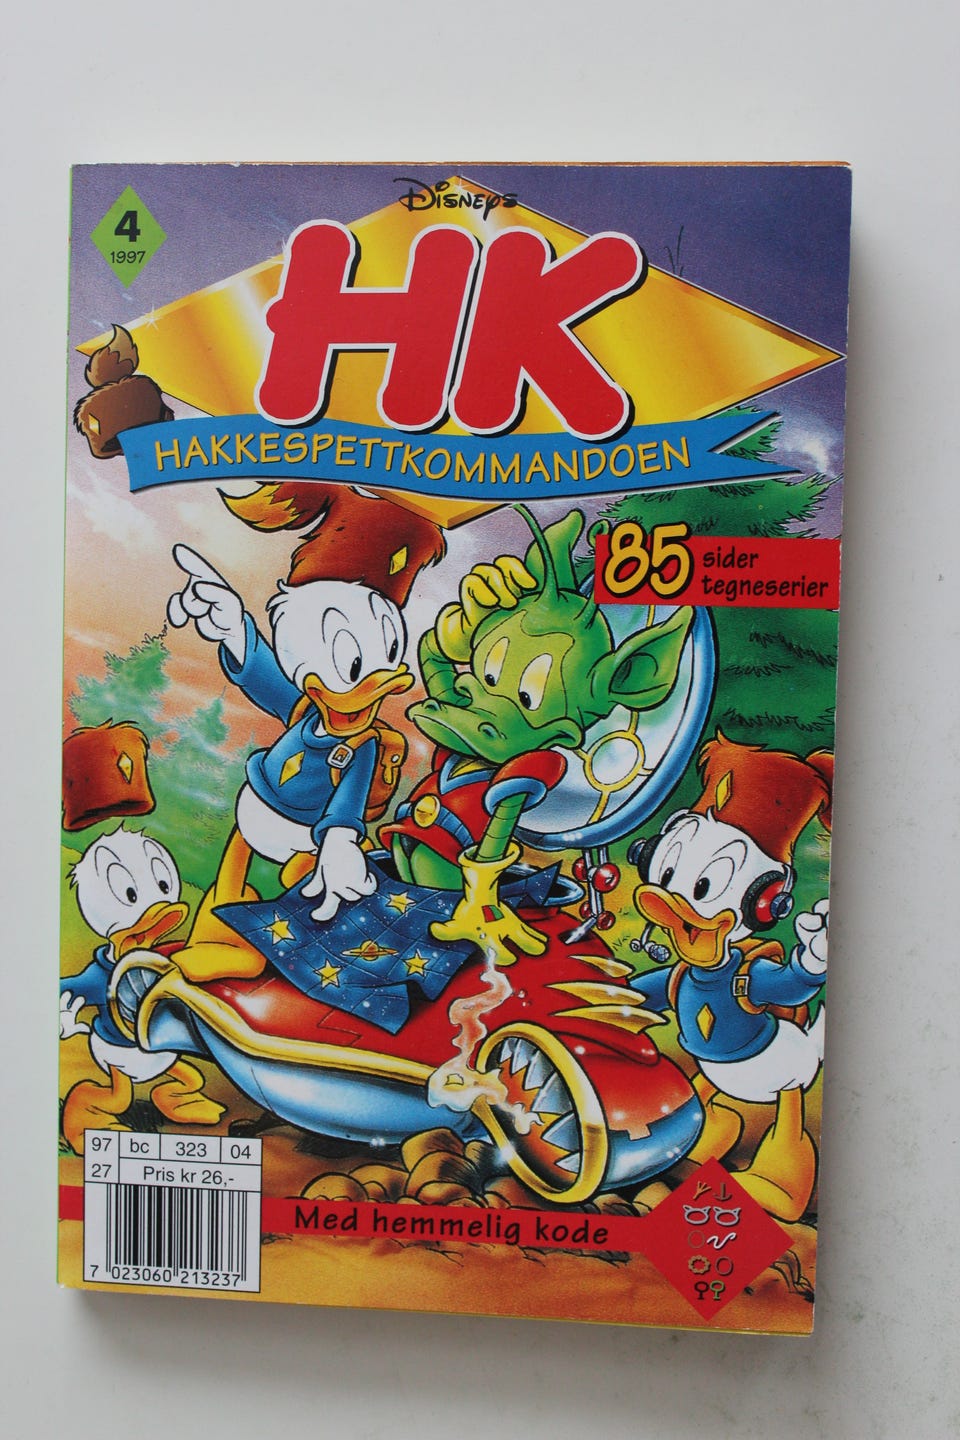 4
1997
DISNEYS
HK
HAKKESPETTKOMMANDOEN
85 sider
tegneserier
97 bc 323 04
27 Pris kr 26,-
7 023060 213237
Med hemmelig kode